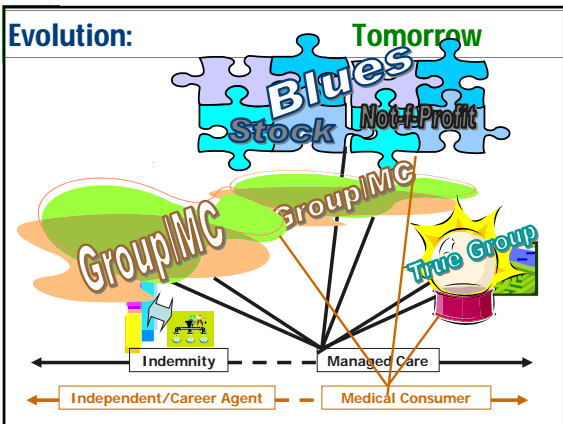 Evolution: Tomorrow
Blues
Stock Not-f-Profit
Group/MC
Group/MC
True Group
Indemnity Managed Care
Independent/Career Agent Medical Consumer